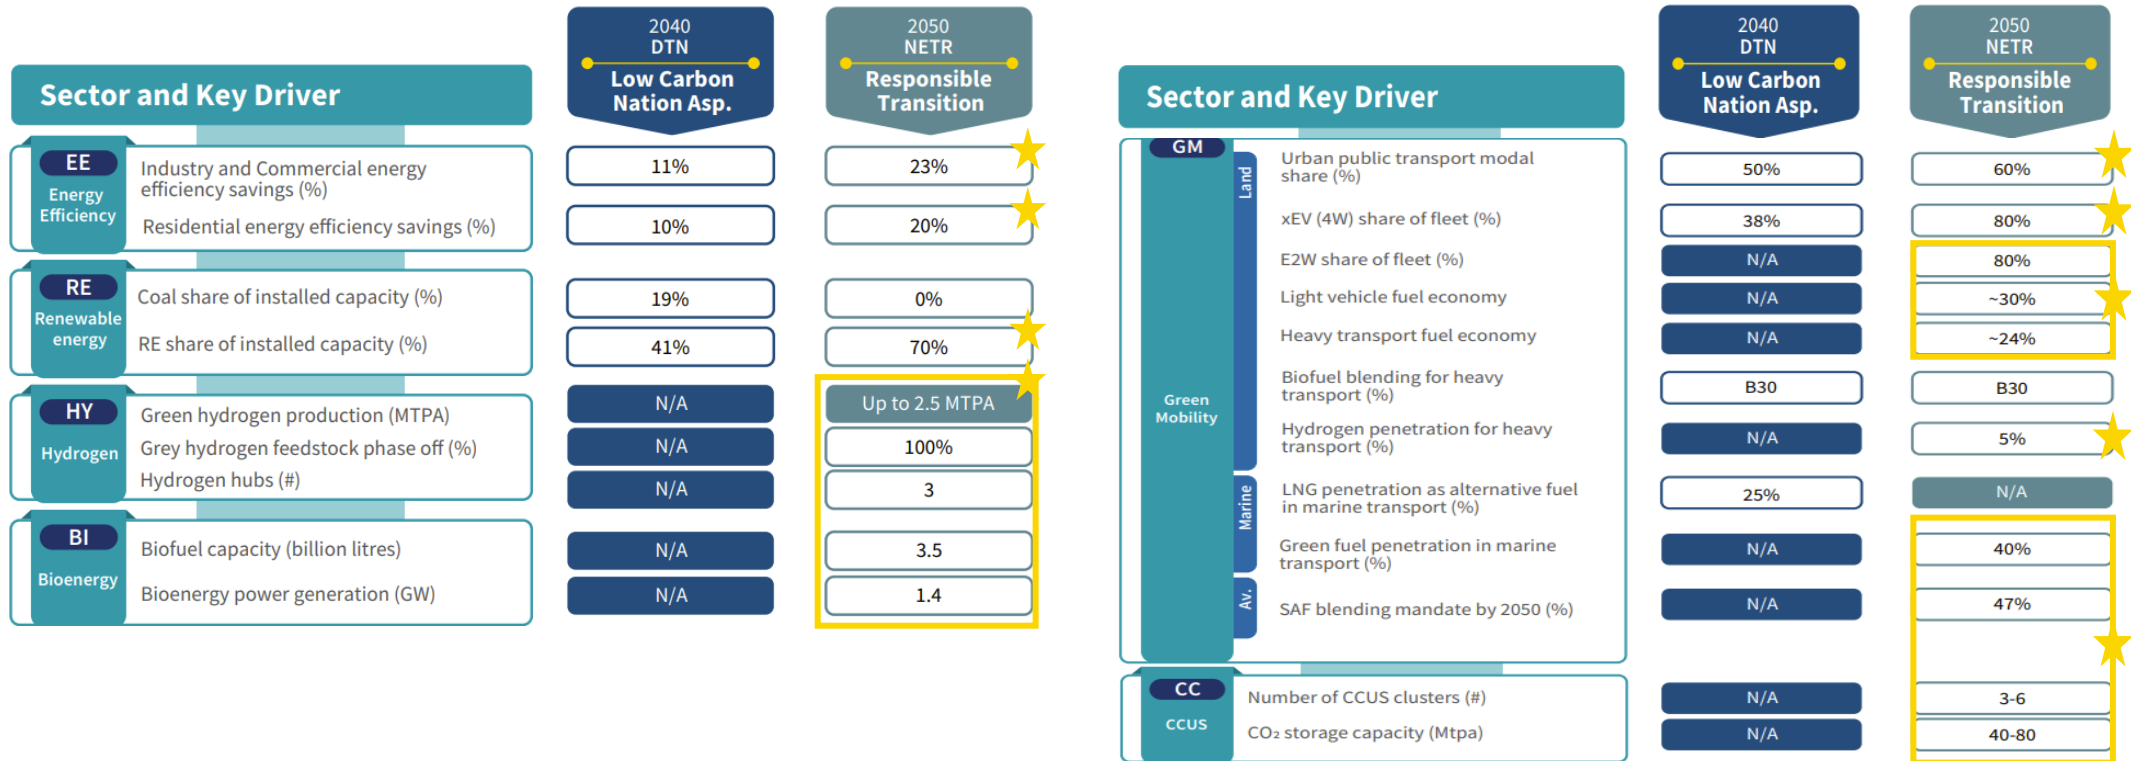 2040
DTN
Low Carbon
Nation Asp.
2050
NETR
Responsible
Transition
Sector and Key Driver
EE
Energy
Efficiency
Industry and Commercial energy
efficiency savings (%)
11%
23%
Residential energy efficiency savings (%)
10%
20%
RE
Renewable
energy
Coal share of installed capacity (%)
19%
0%
RE share of installed capacity (%)
41%
70%
HY
Hydrogen
Green hydrogen production (MTPA)
N/A
Up to 2.5 MTPA
Grey hydrogen feedstock phase off (%)
N/A
100%
Hydrogen hubs (#)
N/A
3
BI
Bioenergy
Biofuel capacity (billion litres)
N/A
3.5
Bioenergy power generation (GW)
N/A
1.4
2040
DTN
Low Carbon
Nation Asp.
2050
NETR
Responsible
Transition
Sector and Key Driver
GM
Green
Mobility
Land
Urban public transport modal
share (%)
50%
60%
xEV (4W) share of fleet (%)
38%
80%
E2W share of fleet (%)
N/A
80%
Light vehicle fuel economy
N/A
~30%
Heavy transport fuel economy
N/A
~24%
Biofuel blending for heavy
transport (%)
B30
B30
Hydrogen penetration for heavy
transport (%)
N/A
5%
Marine
LNG penetration as alternative fuel
in marine transport (%)
25%
N/A
Green fuel penetration in marine
transport (%)
N/A
40%
Av.
SAF blending mandate by 2050 (%)
N/A
47%
CC
CCUS
Number of CCUS clusters (#)
N/A
3-6
CO₂ storage capacity (Mtpa)
N/A
40-80